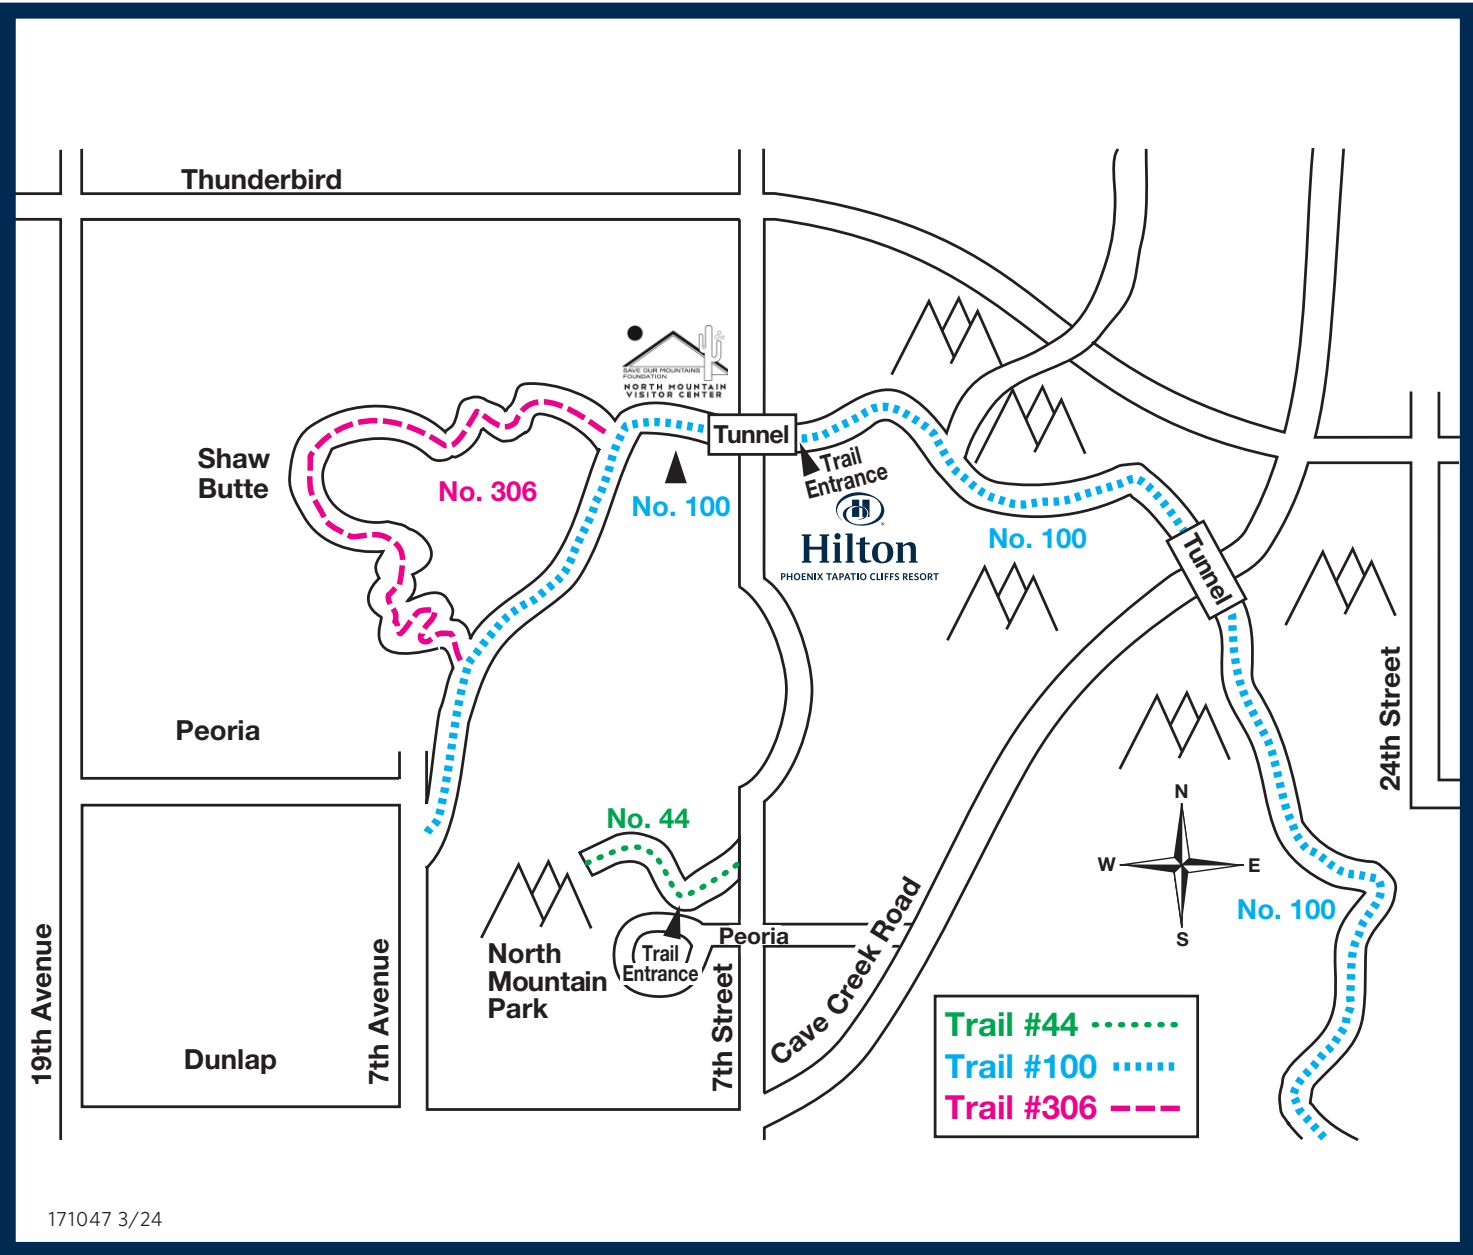 Thunderbird
SAVE OUR MOUNTAINS
FOUNDATION
NORTH MOUNTAIN
VISITOR CENTER
Tunnel
Shaw
Butte
No. 306
No. 100
Trail
Entrance
Hilton
PHOENIX TAPATIO CLIFFS RESORT
No. 100
Tunnel
24th Street
Peoria
No. 44
N
W
E
S
No. 100
North
Mountain
Park
Trail
Entrance
Peoria
Cave Creek Road
19th Avenue
7th Avenue
7th Street
Dunlap
Trail #44
Trail #100
Trail #306
171047 3/24